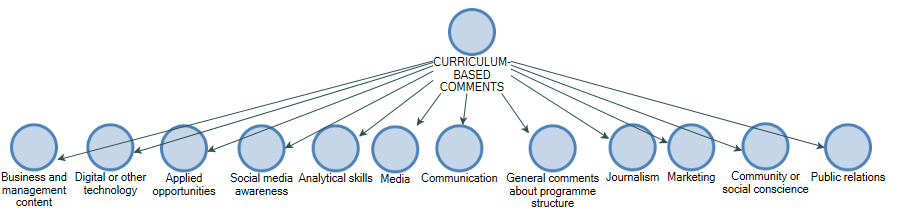 CURRICULUM-
BASED
COMMENTS
Business and
management
content
Digital or other
technology
Applied
opportunities
Social media
awareness
Analytical skills
Media
Communication
General comments
about programme
structure
Journalism
Marketing
Community or
social conscience
Public relations